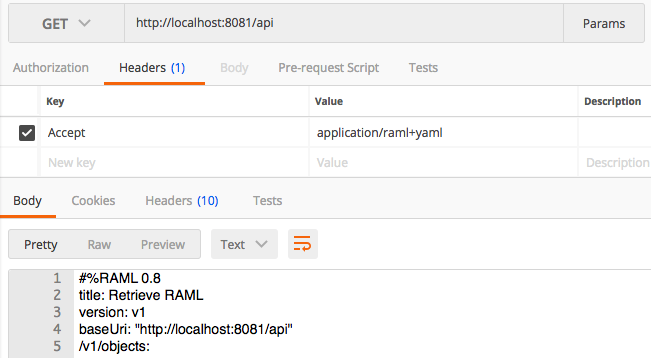 GET http://localhost:8081/api Params
Authorization Headers (1) Body Pre-request Script Tests
Key Value Description
Accept application/raml+yaml
New key Value Description
Body Cookies Headers (10) Tests
Pretty Raw Preview Text
1 #%RAML 0.8
2 title: Retrieve RAML
3 version: v1
4 baseUri: "http://localhost:8081/api"
5 /v1/objects: